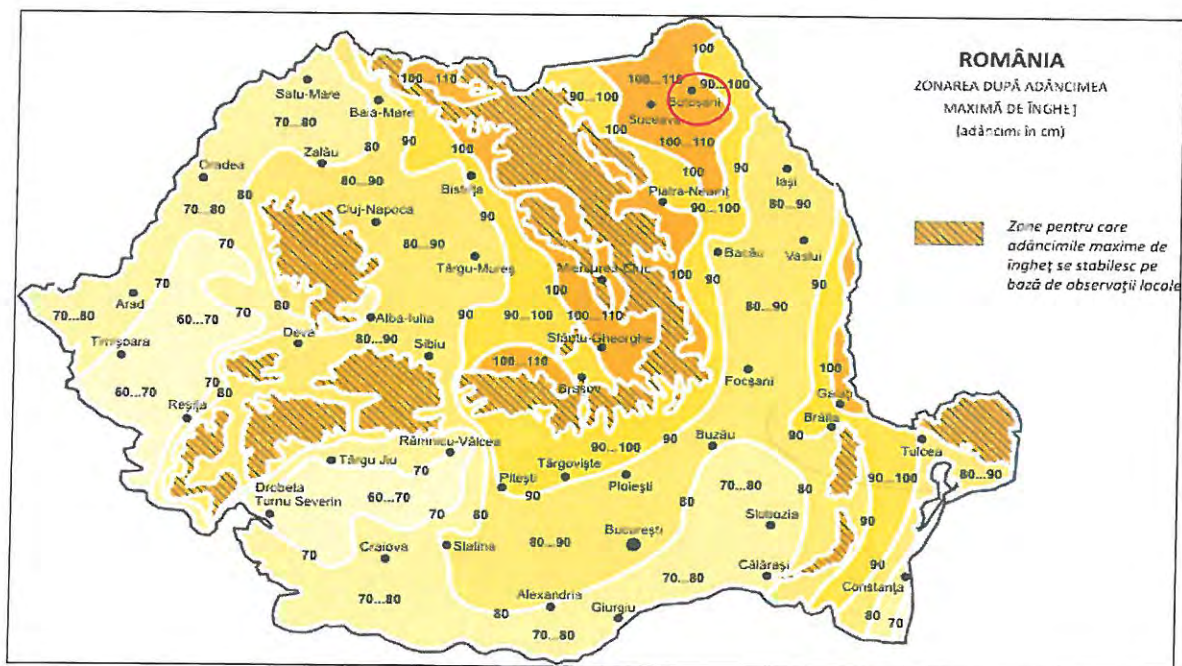 ROMÂNIA
ZONAREA DUPĂ ADÂNCIMEA
MAXIMĂ DE ÎNGHEȚ
(adâncimi în cm)
Zone pentru care
adâncimile maxime de
îngheț se stabilesc pe
bază de observații locale
100
100...110
100...110
90...100
90...100
Botoșani
Satu-Mare
Baia-Mare
Suceava
70...80
90
100
100
80
90
100...110
Zalău
Oradea
80
80...90
Bistrița
100
Iași
Piatra-Neamț
80...90
70...80
Cluj-Napoca
90
90...100
70
80...90
Bacău
Vaslui
Târgu-Mureș
Miercurea-Ciuc
100
90
90
70
Arad
80
100
80...90
70...80
60...70
70
Alba-Iulia
90
90...100
100...110
Timișoara
Deva
80...90
Sibiu
Sfântu-Gheorghe
100...110
100
Focșani
70
80
Brașov
60...70
Reșița
Galați
Brăila
Râmnicu-Vâlcea
90...100
90
Buzău
90
Tulcea
Târgu Jiu
70
Târgoviște
90...100
80...90
Pitești
Ploiești
Drobeta
Turnu Severin
60...70
90
80
70...80
80
70
80
București
Slobozia
90
70
Craiova
Slatina
80...90
Călărași
90
Constanța
70...80
70...80
Alexandria
80
Giurgiu
80
70
70...80